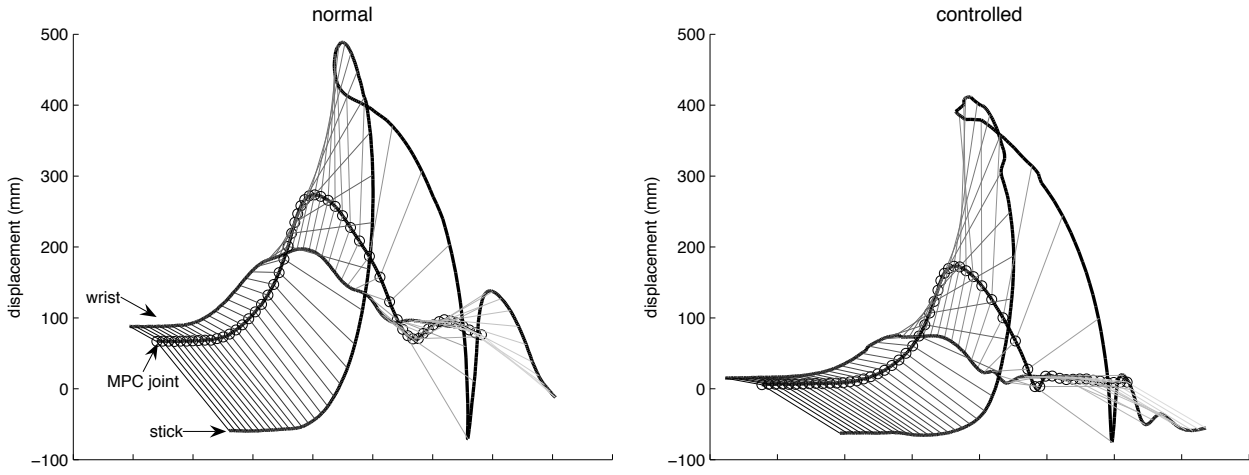 normal
displacement (mm)
500
400
300
200
100
0
−100
wrist
MPC joint
stick
controlled
displacement (mm)
500
400
300
200
100
0
−100